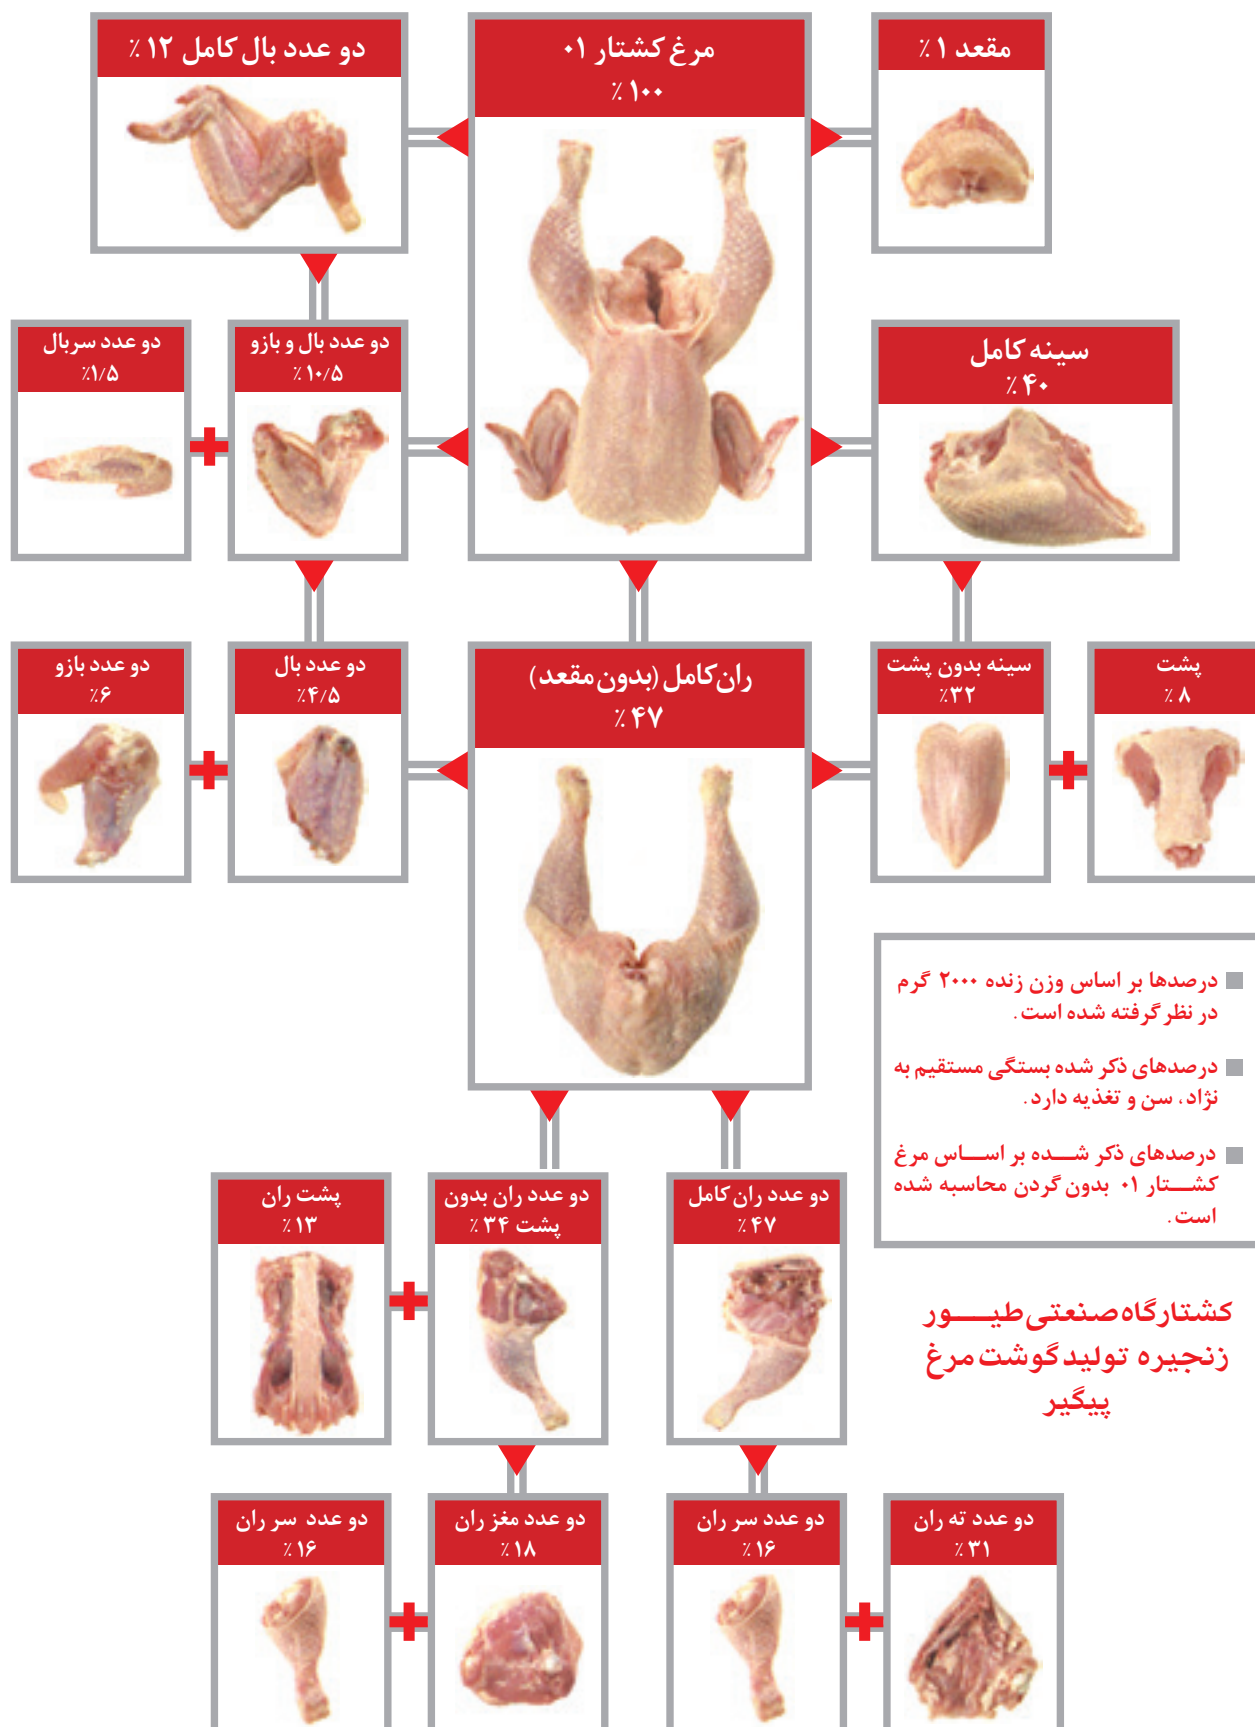 مقعد ۱ ٪
مرغ کشتار ۰۱
۱۰۰ ٪
دو عدد بال کامل ۱۲ ٪
سینه کامل
۴۰ ٪
دو عدد بال و بازو
۱۰/۵ ٪
دو عدد سربال
۱/۵٪
پشت
۸ ٪
سینه بدون پشت
۳۲٪
ران کامل (بدون مقعد)
۴۷ ٪
دو عدد بال
۴/۵٪
دو عدد بازو
۶٪
درصدها بر اساس وزن زنده ۲۰۰۰ گرم
در نظر گرفته شده است.
درصدهای ذکر شده بستگی مستقیم به
نژاد، سن و تغذیه دارد.
درصدهای ذکر شده بر اساس مرغ
کشتار ۰۱ بدون گردن محاسبه شده
است.
دو عدد ران کامل
۴۷ ٪
دو عدد ران بدون
پشت ۳۴ ٪
پشت ران
۱۳ ٪
کشتارگاه صنعتی طیور
زنجیره تولید گوشت مرغ
پیگیر
دو عدد ته ران
۳۱ ٪
دو عدد سر ران
۱۶ ٪
دو عدد مغز ران
۱۸ ٪
دو عدد سر ران
۱۶ ٪